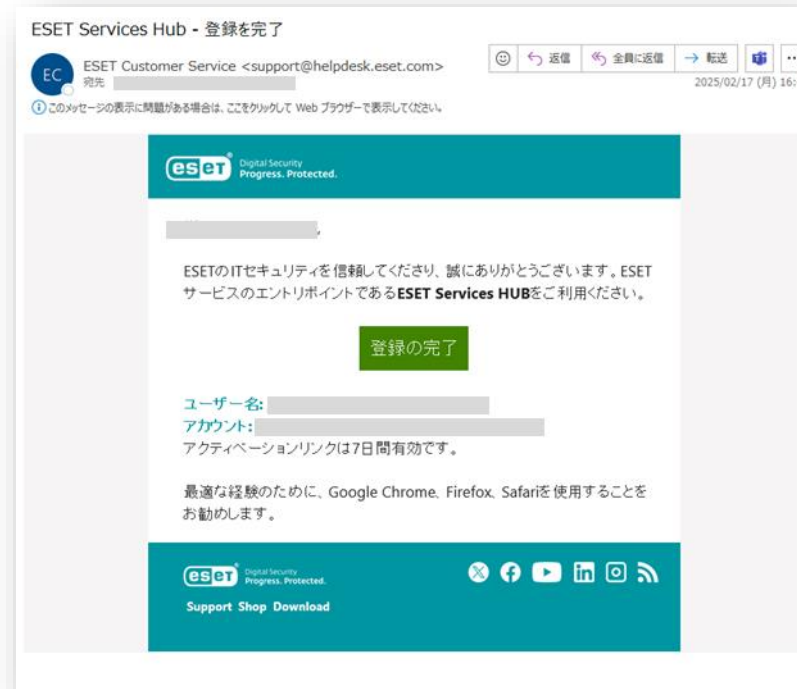 ESET Services Hub - 登録を完了
EC
ESET Customer Service <support@helpdesk.eset.com>
宛先
返信
全員に返信
転送
2025/02/17 (月) 16:
このメッセージの表示に問題がある場合は、ここをクリックして Web ブラウザーで表示してください。
eset Digital Security
Progress. Protected.
ESETのITセキュリティを信頼してくださり、誠にありがとうございます。ESET
サービスのエントリポイントであるESET Services HUBをご利用ください。
登録の完了
ユーザー名:
アカウント:
アクティベーションリンクは7日間有効です。
最適な経験のために、Google Chrome、Firefox、Safariを使用することを
お勧めします。
eset Digital Security
Progress. Protected.
Support Shop Download